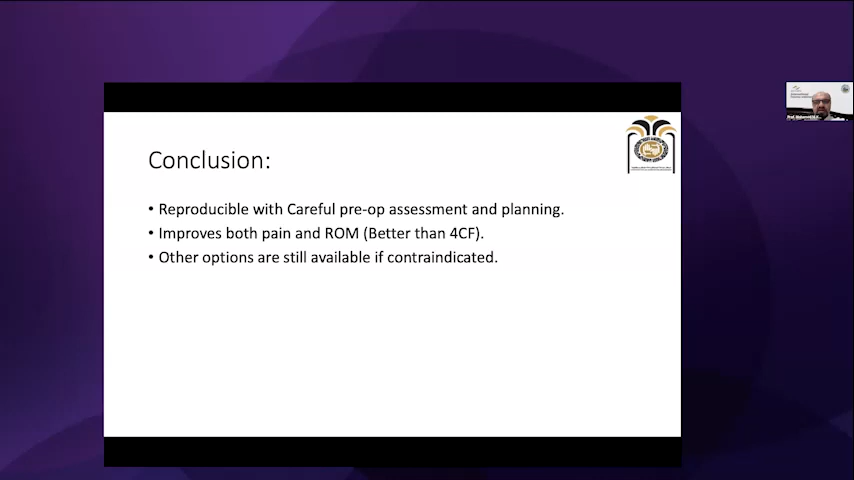 Conclusion:
• Reproducible with Careful pre-op assessment and planning.
• Improves both pain and ROM (Better than 4CF).
• Other options are still available if contraindicated.